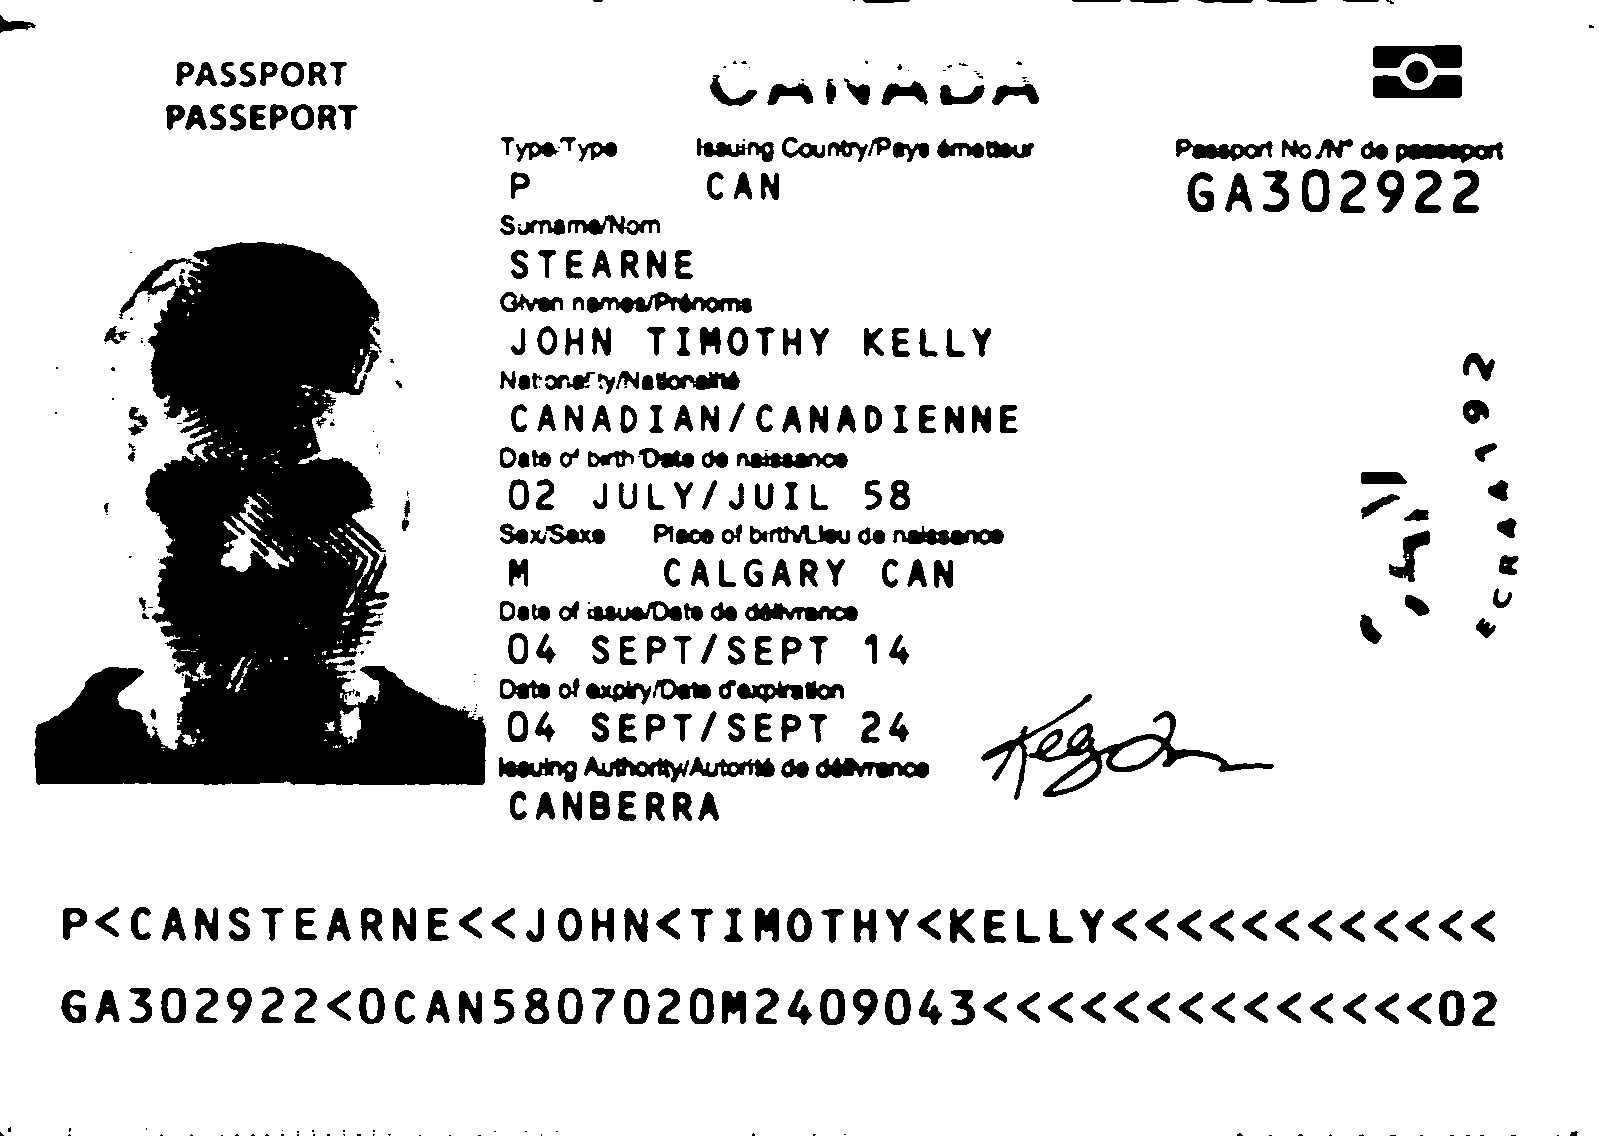 PASSPORT
PASSEPORT
CANADA
Type/Type Issuing Country/Pays émetteur Passport No./N° de passeport
P CAN GA302922
Surname/Nom
STEARNE
Given names/Prénoms
JOHN TIMOTHY KELLY
Nationality/Nationalité
CANADIAN/CANADIENNE
Date of birth/Date de naissance
02 JULY/JUIL 58
Sex/Sexe Place of birth/Lieu de naissance
M CALGARY CAN
Date of issue/Date de délivrance
04 SEPT/SEPT 14
Date of expiry/Date d'expiration
04 SEPT/SEPT 24
Issuing Authority/Autorité de délivrance
CANBERRA
ECRAA192
P<CANSTEARNE<<JOHN<TIMOTHY<KELLY<<<<<<<<<<<<
GA302922<0CAN5807020M2409043<<<<<<<<<<<<<<02